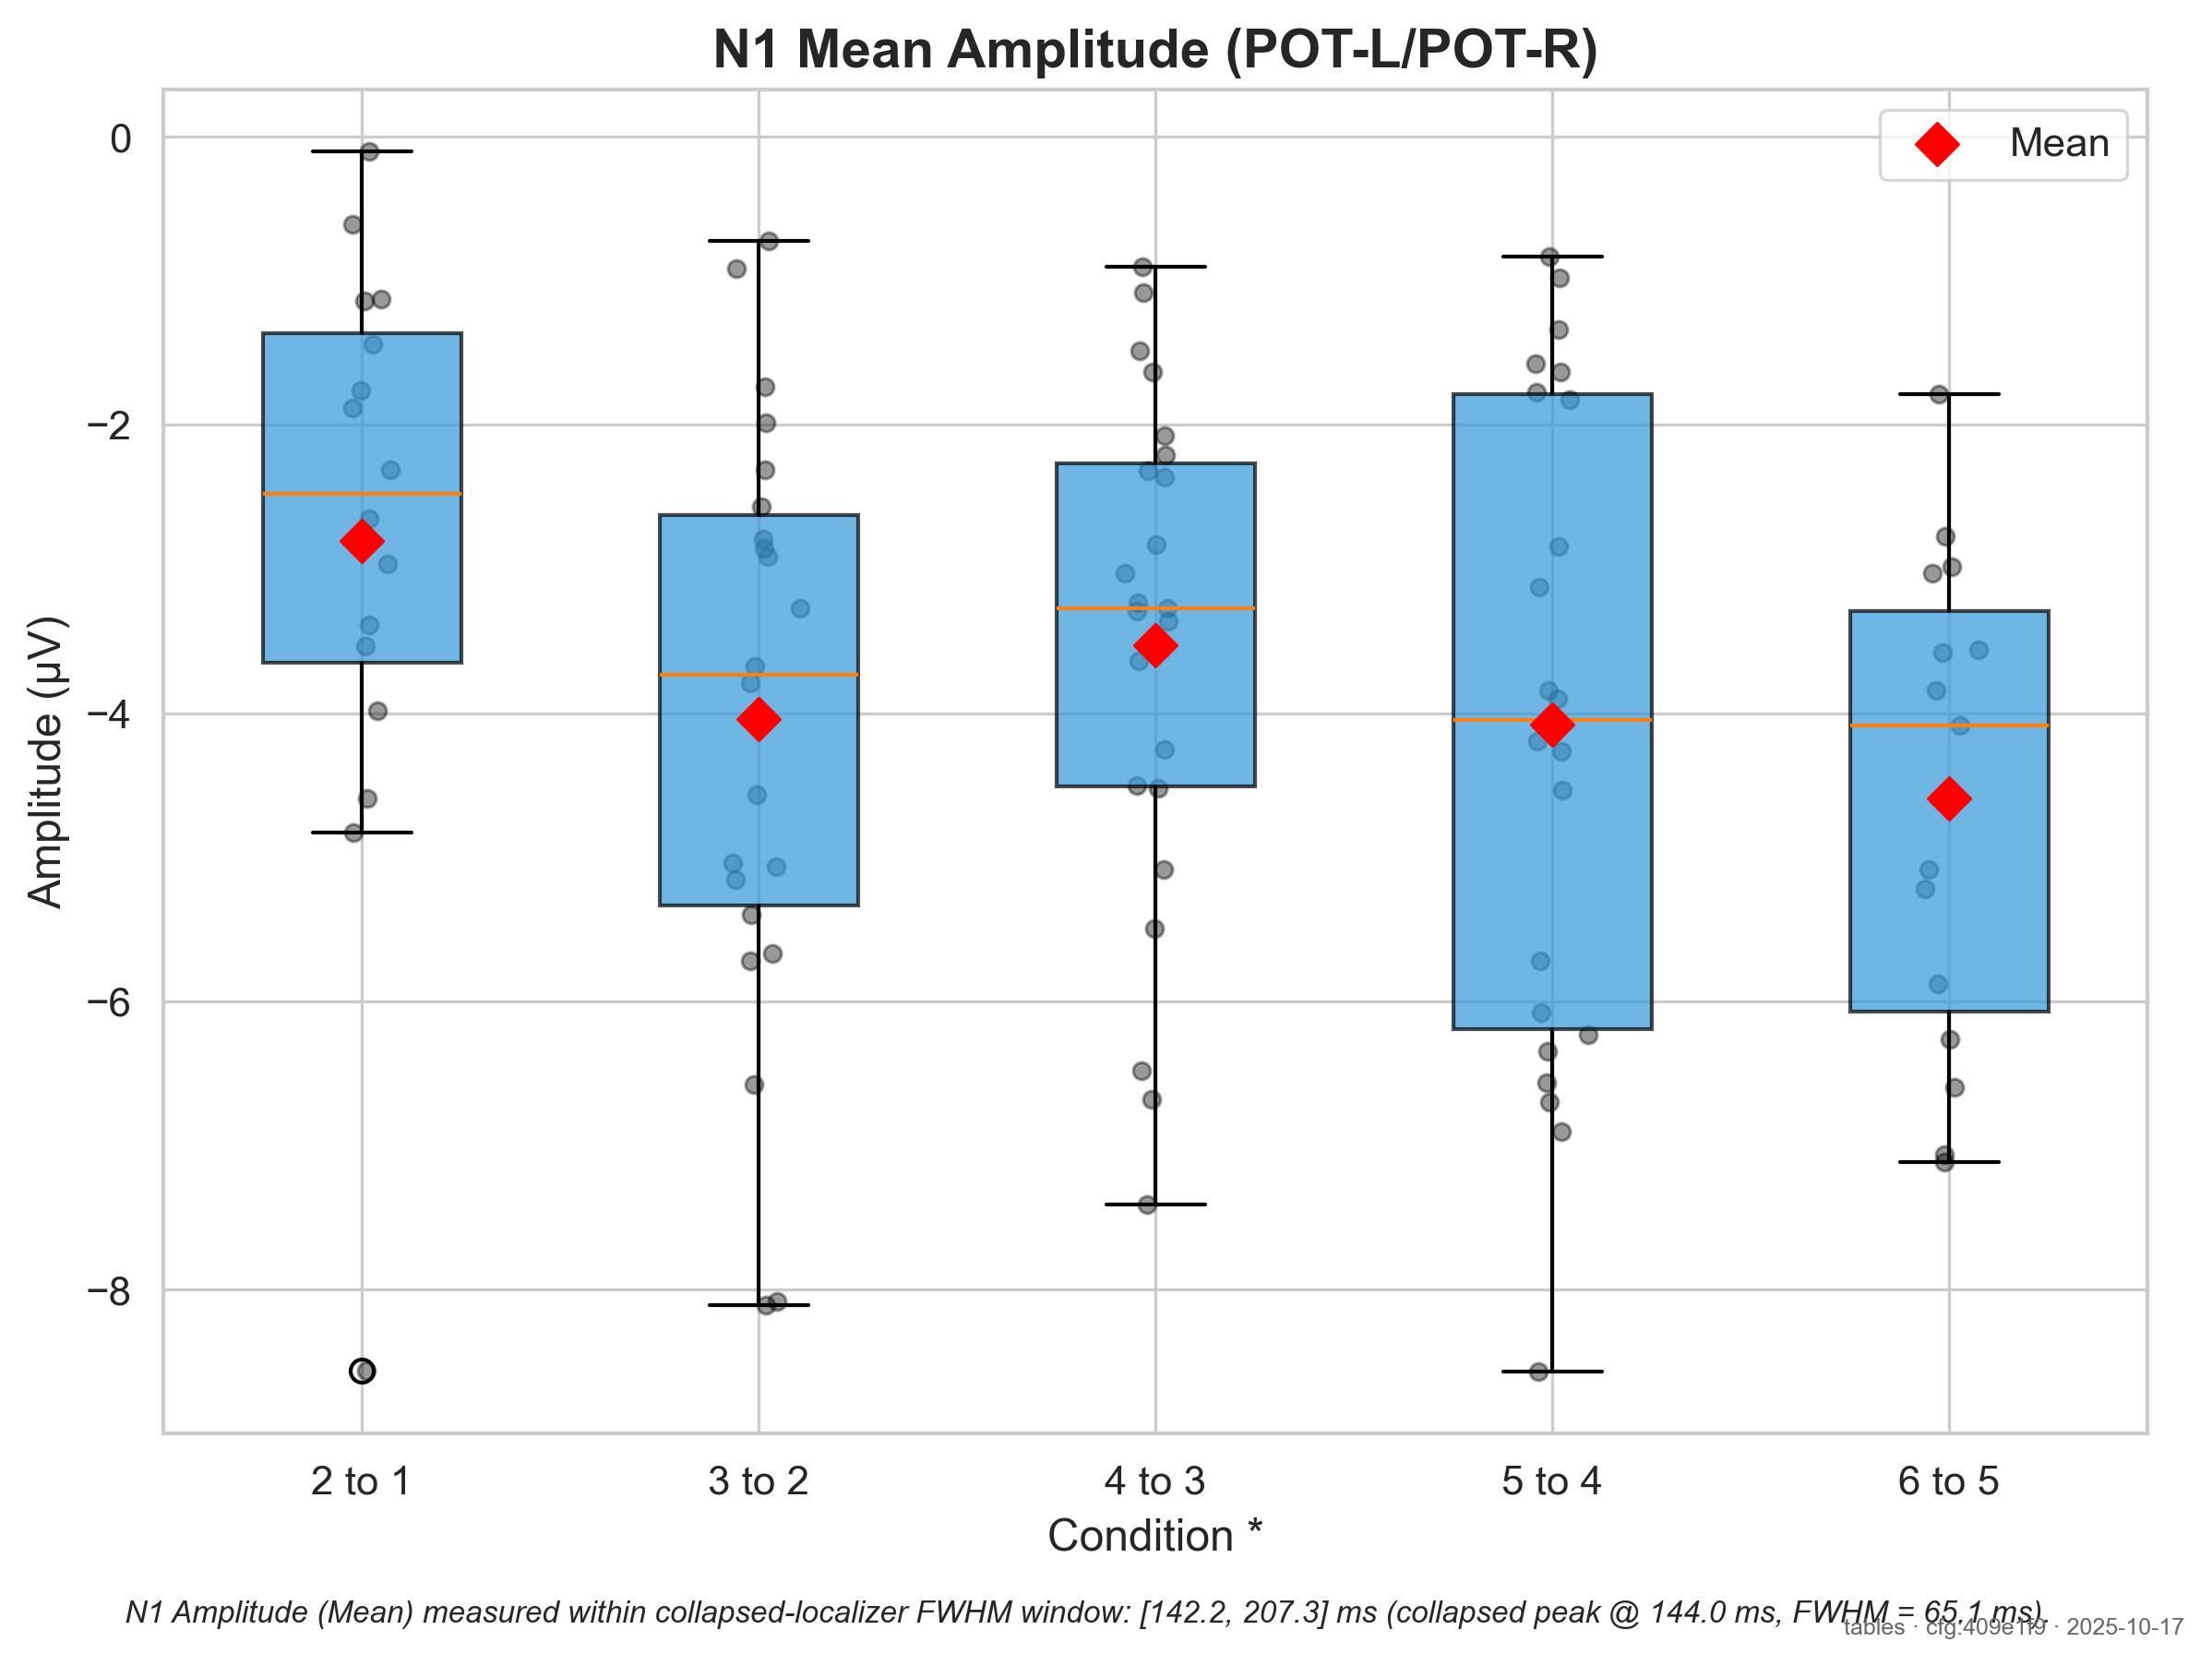 N1 Mean Amplitude (POT-L/POT-R)
Mean
0
−2
−4
−6
−8
Amplitude (µV)
2 to 1 3 to 2 4 to 3 5 to 4 6 to 5
Condition *
N1 Amplitude (Mean) measured within collapsed-localizer FWHM window: [142.2, 207.3] ms (collapsed peak @ 144.0 ms, FWHM = 65.1 ms).
tables · cfg:409e1f9 · 2025-10-17